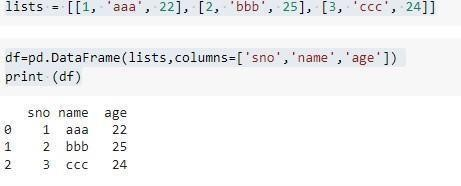 lists = [[1, 'aaa', 22], [2, 'bbb', 25], [3, 'ccc', 24]]
df=pd.DataFrame(lists,columns=['sno','name','age'])
print (df)
sno name age
0 1 aaa 22
1 2 bbb 25
2 3 ccc 24